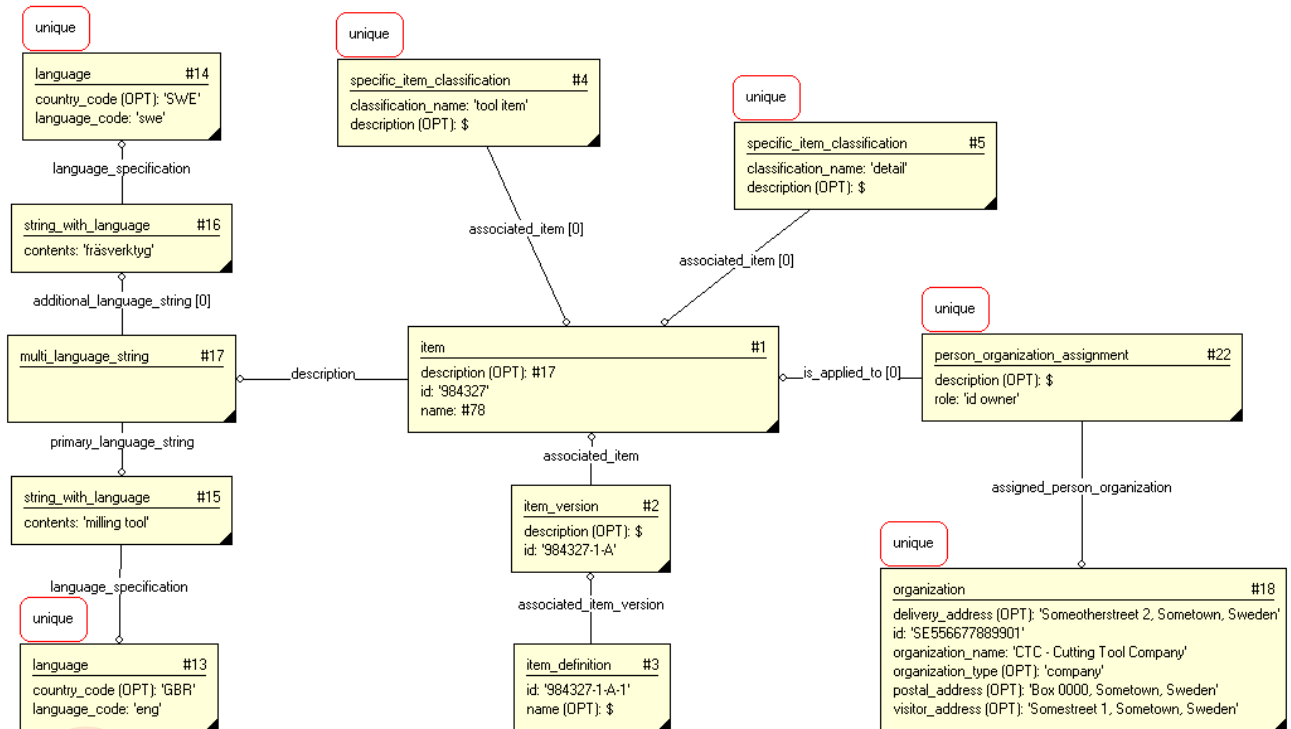 unique
language #14
country_code (OPT): 'SWE'
language_code: 'swe'
language_specification
string_with_language #16
contents: 'fräsverktyg'
additional_language_string [0]
multi_language_string #17
primary_language_string
string_with_language #15
contents: 'milling tool'
language_specification
unique
language #13
country_code (OPT): 'GBR'
language_code: 'eng'
unique
specific_item_classification #4
classification_name: 'tool item'
description (OPT): $
associated_item [0]
unique
specific_item_classification #5
classification_name: 'detail'
description (OPT): $
associated_item [0]
description
item #1
description (OPT): #17
id: '984327'
name: #78
associated_item
item_version #2
description (OPT): $
id: '984327-1-A'
associated_item_version
item_definition #3
id: '984327-1-A-1'
name (OPT): $
is_applied_to [0]
unique
person_organization_assignment #22
description (OPT): $
role: 'id owner'
assigned_person_organization
unique
organization #18
delivery_address (OPT): 'Someotherstreet 2, Sometown, Sweden'
id: 'SE556677889901'
organization_name: 'CTC - Cutting Tool Company'
organization_type (OPT): 'company'
postal_address (OPT): 'Box 0000, Sometown, Sweden'
visitor_address (OPT): 'Somestreet 1, Sometown, Sweden'